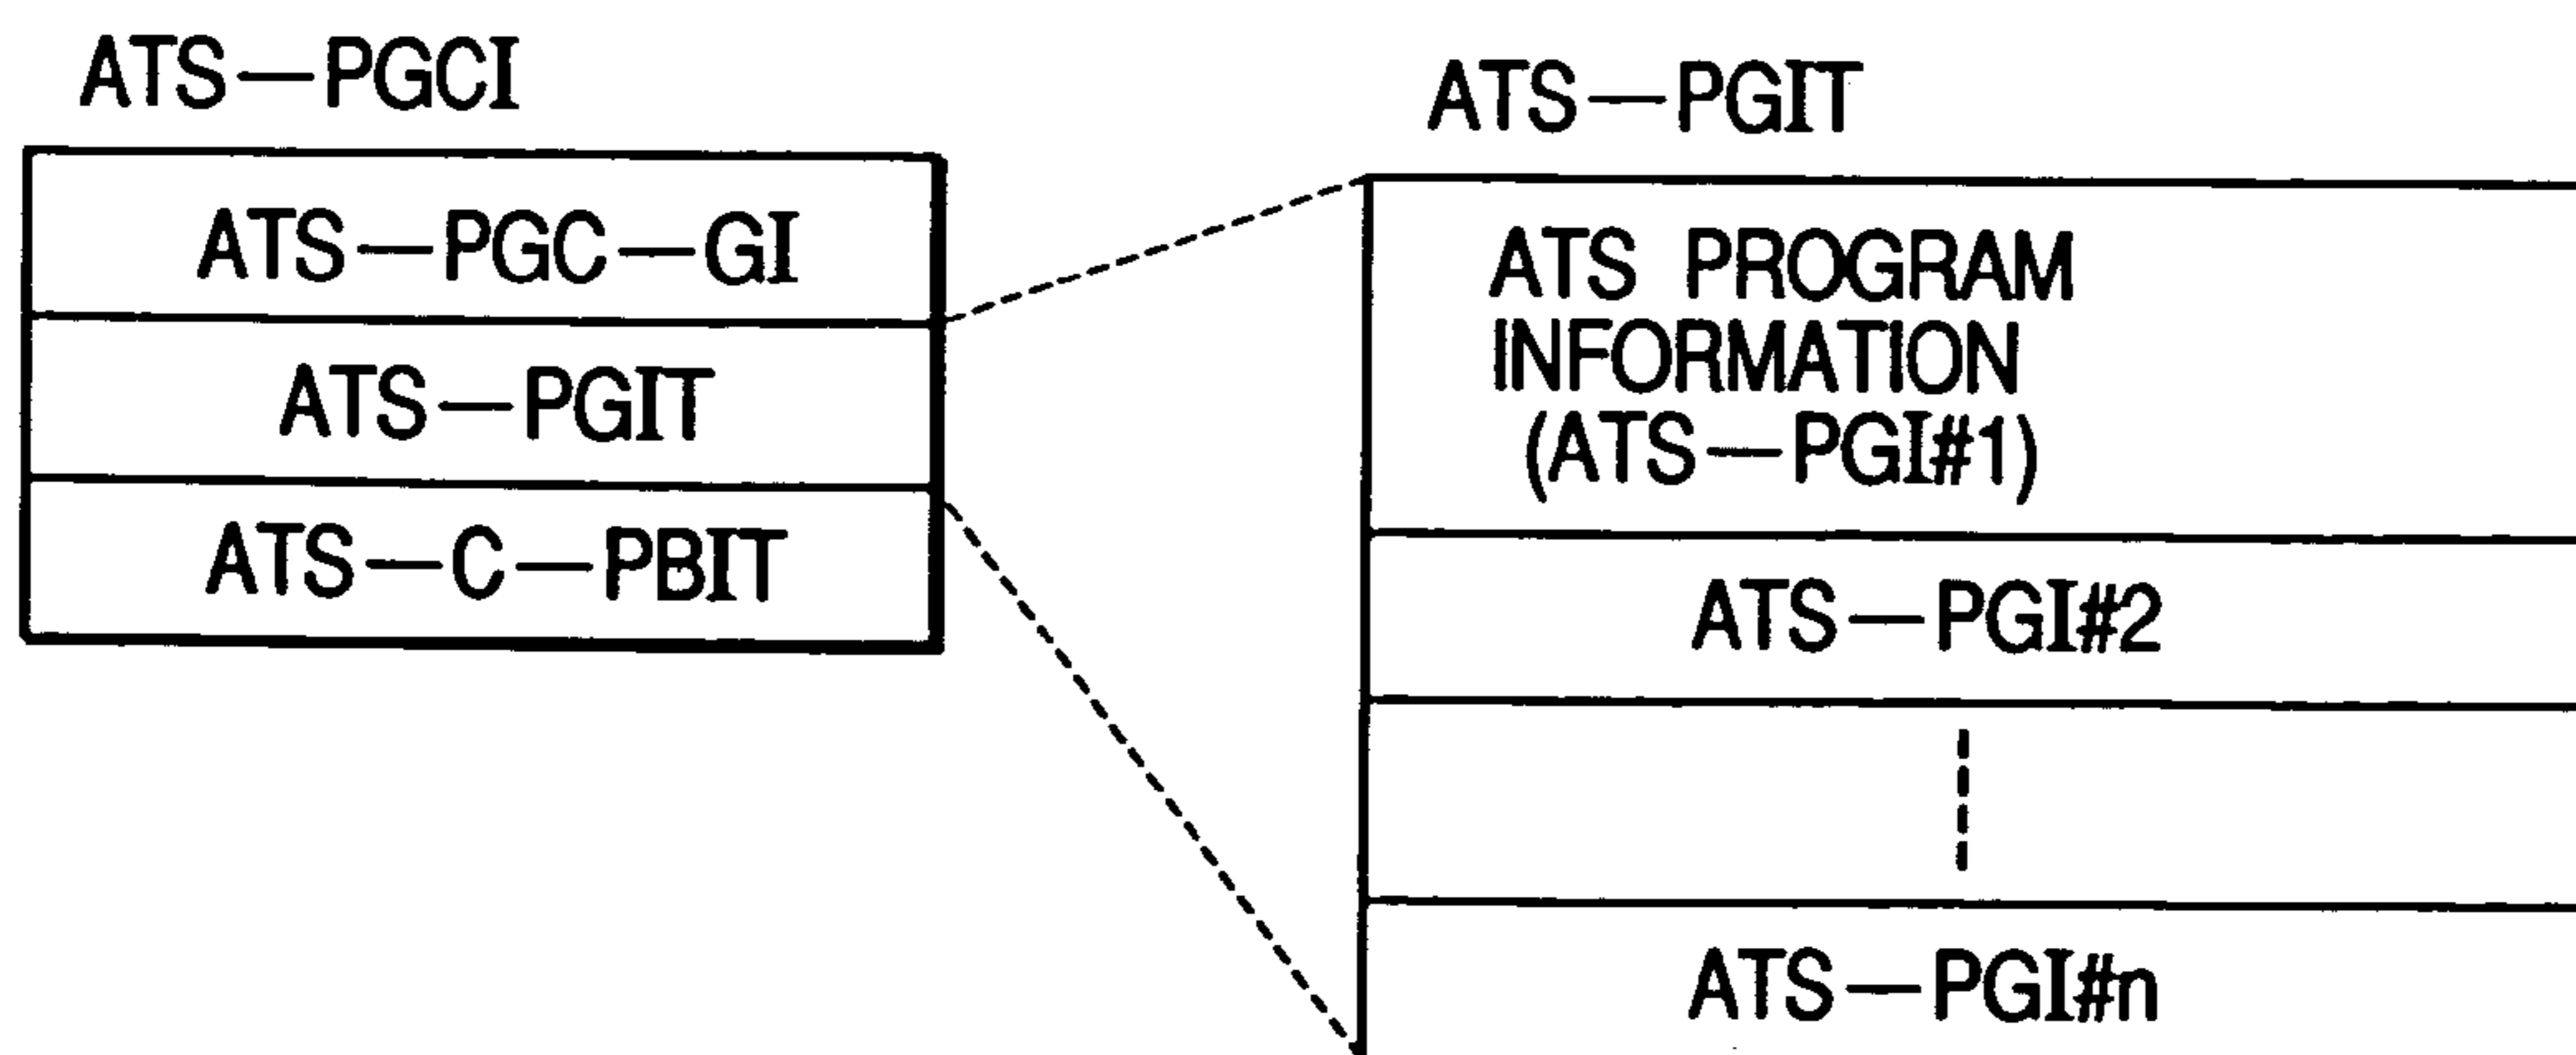 ATS—PGCI
ATS—PGC—GI
ATS—PGIT
ATS—C—PBIT
ATS—PGIT
ATS PROGRAM
INFORMATION
(ATS—PGI#1)
ATS—PGI#2
ATS—PGI#n